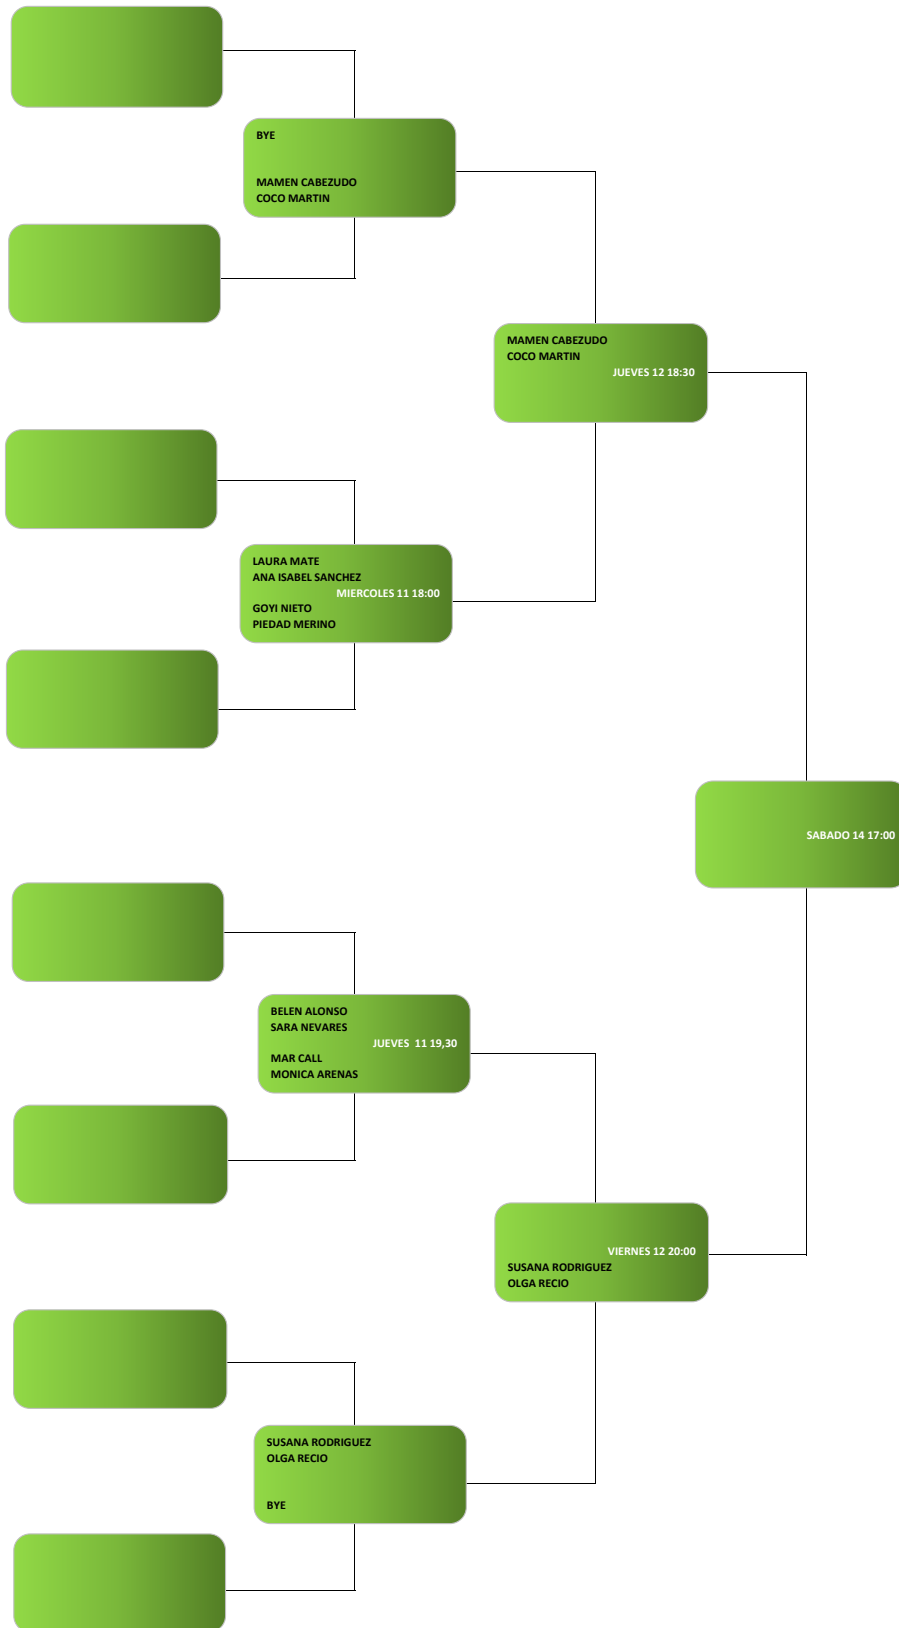 BYE
MAMEN CABEZUDO
COCO MARTIN
MAMEN CABEZUDO
COCO MARTIN
JUEVES 12 18:30
LAURA MATE
ANA ISABEL SANCHEZ
MIERCOLES 11 18:00
GOYI NIETO
PIEDAD MERINO
SABADO 14 17:00
BELEN ALONSO
SARA NEVARES
JUEVES  11 19,30
MAR CALL
MONICA ARENAS
VIERNES 12 20:00
SUSANA RODRIGUEZ
OLGA RECIO
SUSANA RODRIGUEZ
OLGA RECIO
BYE